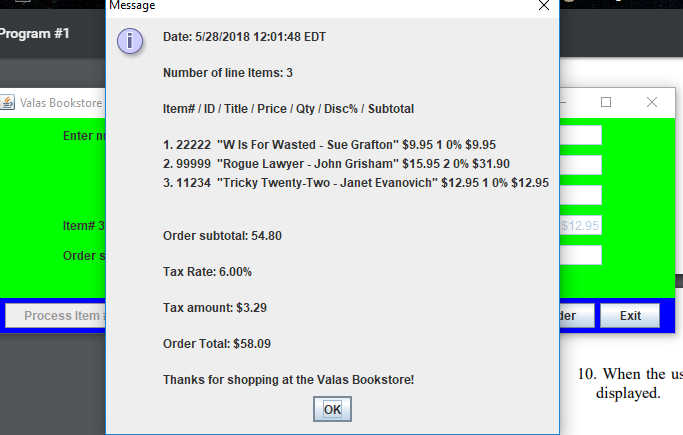 Message
Program #1
Date: 5/28/2018 12:01:48 EDT
Number of line Items: 3
Item# / ID / Title / Price / Qty / Disc% / Subtotal
1. 22222 "W Is For Wasted - Sue Grafton" $9.95 1 0% $9.95
2. 99999 "Rogue Lawyer - John Grisham" $15.95 2 0% $31.90
3. 11234 "Tricky Twenty-Two - Janet Evanovich" $12.95 1 0% $12.95
Order subtotal: 54.80
Tax Rate: 6.00%
Tax amount: $3.29
Order Total: $58.09
Thanks for shopping at the Valas Bookstore!
OK
Valas Bookstore
Enter
Item# 3
$12.95
Order s
Process Item
der
Exit
10. When the us
displayed.